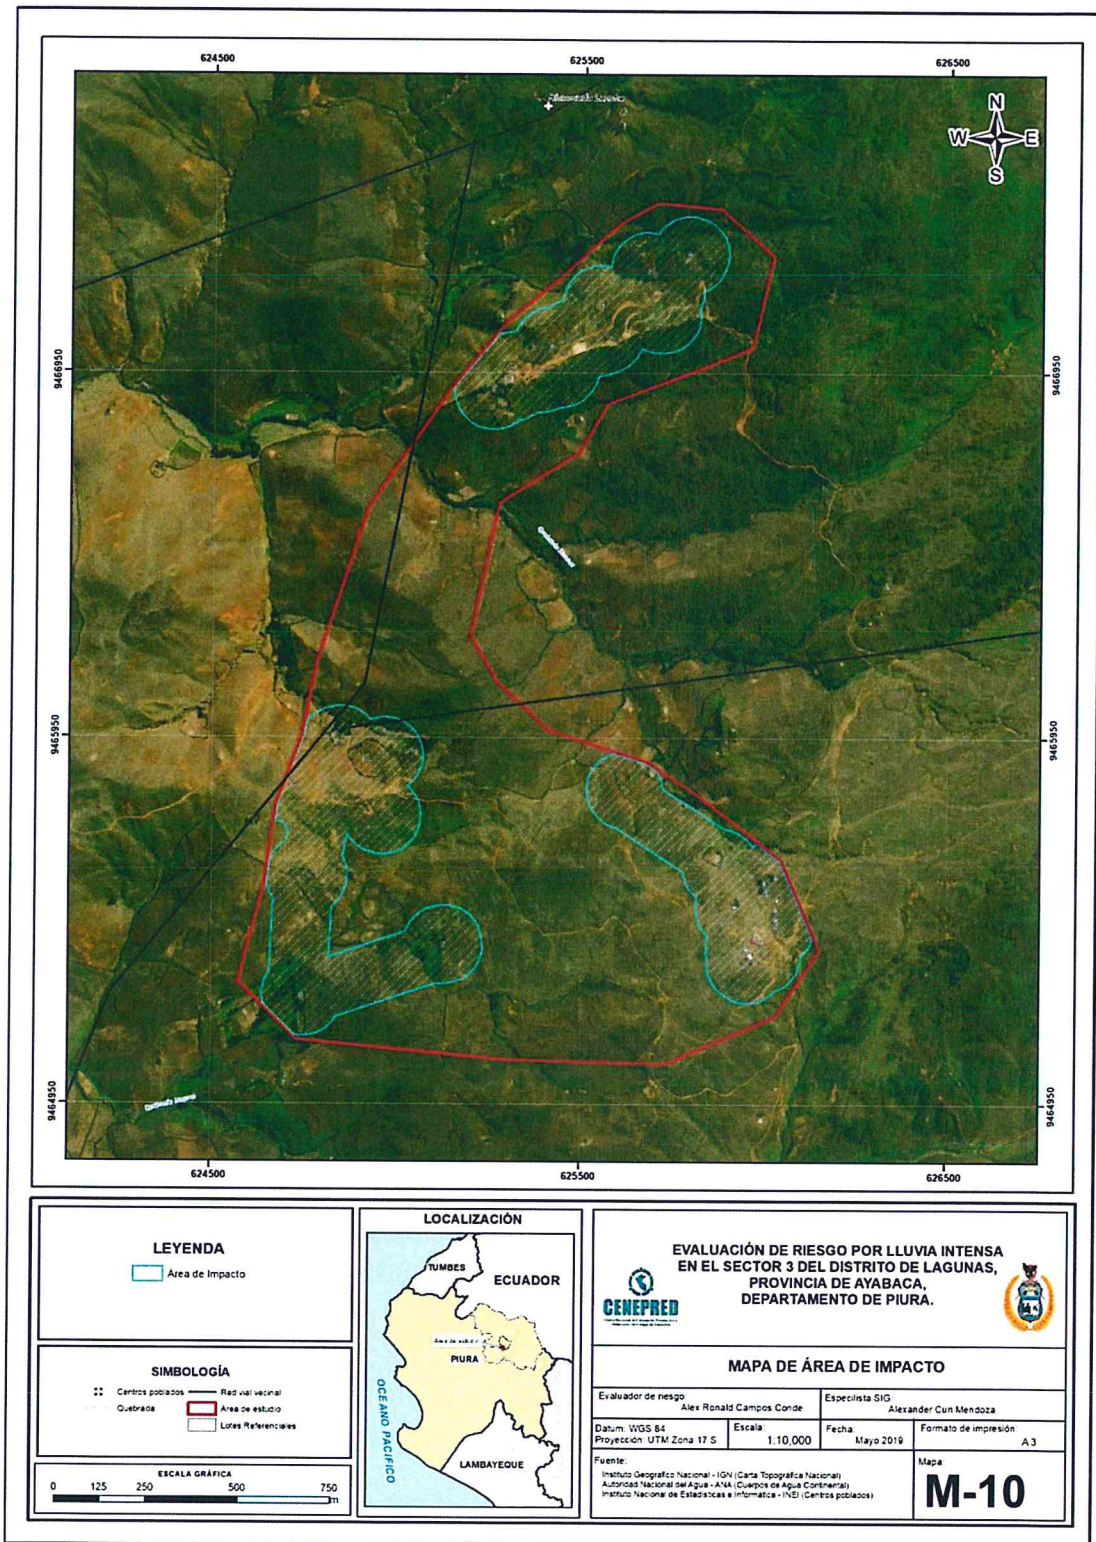 624500
625500
626500
N
W E
S
9466950
9466950
9465950
9465950
9464950
9464950
624500
625500
626500
LEYENDA
Área de Impacto
SIMBOLOGÍA
Centros poblados
Red vial vecinal
Quebrada
Área de estudio
Lotes Referenciales
ESCALA GRÁFICA
0 125 250 500 750
m
LOCALIZACIÓN
TUMBES
ECUADOR
Área de estudio
PIURA
OCEANO PACIFICO
LAMBAYEQUE
EVALUACIÓN DE RIESGO POR LLUVIA INTENSA
EN EL SECTOR 3 DEL DISTRITO DE LAGUNAS,
PROVINCIA DE AYABACA,
DEPARTAMENTO DE PIURA.
CENEPRED
MAPA DE ÁREA DE IMPACTO
Evaluador de riesgo:
Alex Ronald Campos Conde
Especilista SIG:
Alexander Cun Mendoza
Datum: WGS 84
Proyección: UTM Zona 17 S
Escala:
1:10,000
Fecha:
Mayo 2019
Formato de impresión:
A3
Fuente:
Instituto Geografico Nacional - IGN (Carta Topográfica Nacional)
Autoridad Nacional del Agua - ANA (Cuerpos de Agua Continental)
Instituto Nacional de Estadísticas e Informática - INEI (Centros poblados)
Mapa
M-10